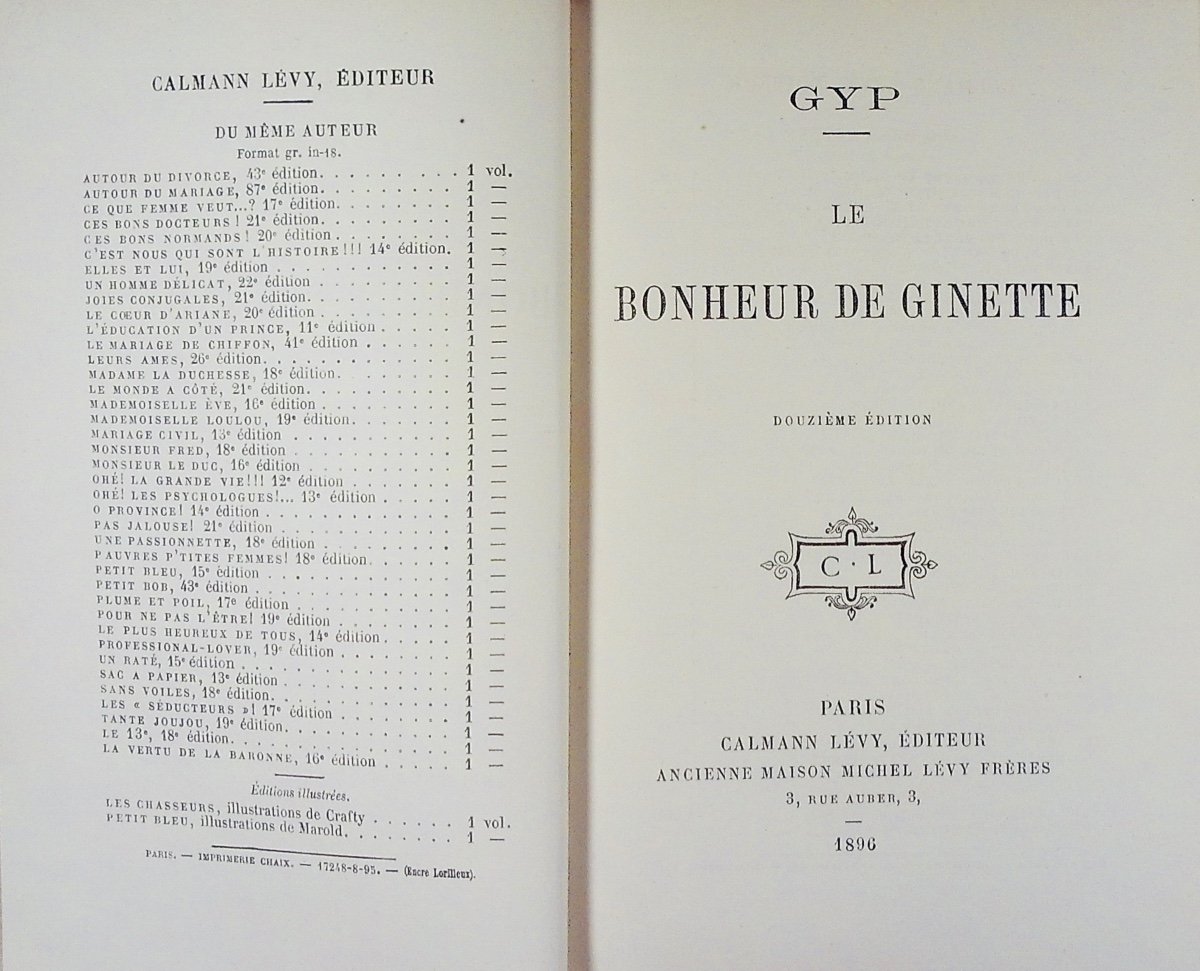 CALMANN LÉVY, ÉDITEUR
DU MÊME AUTEUR
Format gr. in-18.
AUTOUR DU DIVORCE, 43e édition. . . . . . . . . . 1 vol.
AUTOUR DU MARIAGE, 87e édition. . . . . . . . . 1 —
CE QUE FEMME VEUT...? 17e édition. . . . . . . . 1 —
CES BONS DOCTEURS ! 21e édition. . . . . . . . . 1 —
CES BONS NORMANDS ! 20e édition . . . . . . . . 1 —
C'EST NOUS QUI SONT L'HISTOIRE !!! 14e édition. 1 —
ELLES ET LUI, 19e édition . . . . . . . . . . . . 1 —
UN HOMME DÉLICAT, 22e édition . . . . . . . . . 1 —
JOIES CONJUGALES, 21e édition. . . . . . . . . . 1 —
LE CŒUR D'ARIANE, 20e édition . . . . . . . . . 1 —
L'ÉDUCATION D'UN PRINCE, 11e édition . . . . . 1 —
LE MARIAGE DE CHIFFON, 41e édition . . . . . . 1 —
LEURS AMES, 26e édition. . . . . . . . . . . . . 1 —
MADAME LA DUCHESSE, 18e édition. . . . . . . . 1 —
LE MONDE A CÔTÉ, 21e édition. . . . . . . . . . 1 —
MADEMOISELLE ÈVE, 16e édition . . . . . . . . . 1 —
MADEMOISELLE LOULOU, 19e édition. . . . . . . 1 —
MARIAGE CIVIL, 13e édition . . . . . . . . . . . 1 —
MONSIEUR FRED, 18e édition . . . . . . . . . . . 1 —
MONSIEUR LE DUC, 16e édition . . . . . . . . . . 1 —
OHÉ! LA GRANDE VIE!!! 12e édition . . . . . . . 1 —
OHÉ! LES PSYCHOLOGUES!... 13e édition . . . . . 1 —
O PROVINCE! 14e édition . . . . . . . . . . . . 1 —
PAS JALOUSE! 21e édition . . . . . . . . . . . . 1 —
UNE PASSIONNETTE, 18e édition . . . . . . . . . 1 —
PAUVRES P'TITES FEMMES! 18e édition. . . . . . 1 —
PETIT BLEU, 15e édition . . . . . . . . . . . . . 1 —
PETIT BOB, 43e édition . . . . . . . . . . . . . 1 —
PLUME ET POIL, 17e édition . . . . . . . . . . . 1 —
POUR NE PAS L'ÊTRE! 19e édition . . . . . . . . 1 —
LE PLUS HEUREUX DE TOUS, 14e édition. . . . . 1 —
PROFESSIONAL-LOVER, 19e édition . . . . . . . . 1 —
UN RATÉ, 15e édition . . . . . . . . . . . . . . 1 —
SAC A PAPIER, 13e édition . . . . . . . . . . . . 1 —
SANS VOILES, 18e édition. . . . . . . . . . . . . 1 —
LES « SÉDUCTEURS »! 17e édition . . . . . . . . 1 —
TANTE JOUJOU, 19e édition. . . . . . . . . . . . 1 —
LE 13e, 18e édition. . . . . . . . . . . . . . . . 1 —
LA VERTU DE LA BARONNE, 16e édition . . . . . 1 —
Éditions illustrées.
LES CHASSEURS, illustrations de Crafty . . . . . . 1 vol.
PETIT BLEU, illustrations de Marold. . . . . . . . 1 —
PARIS. — IMPRIMERIE CHAIX. — 17248-8-95. — (Encre Lorilleux).
GYP
LE
BONHEUR DE GINETTE
DOUZIÈME ÉDITION
C · L
PARIS
CALMANN LÉVY, ÉDITEUR
ANCIENNE MAISON MICHEL LÉVY FRÈRES
3, RUE AUBER, 3,
1896